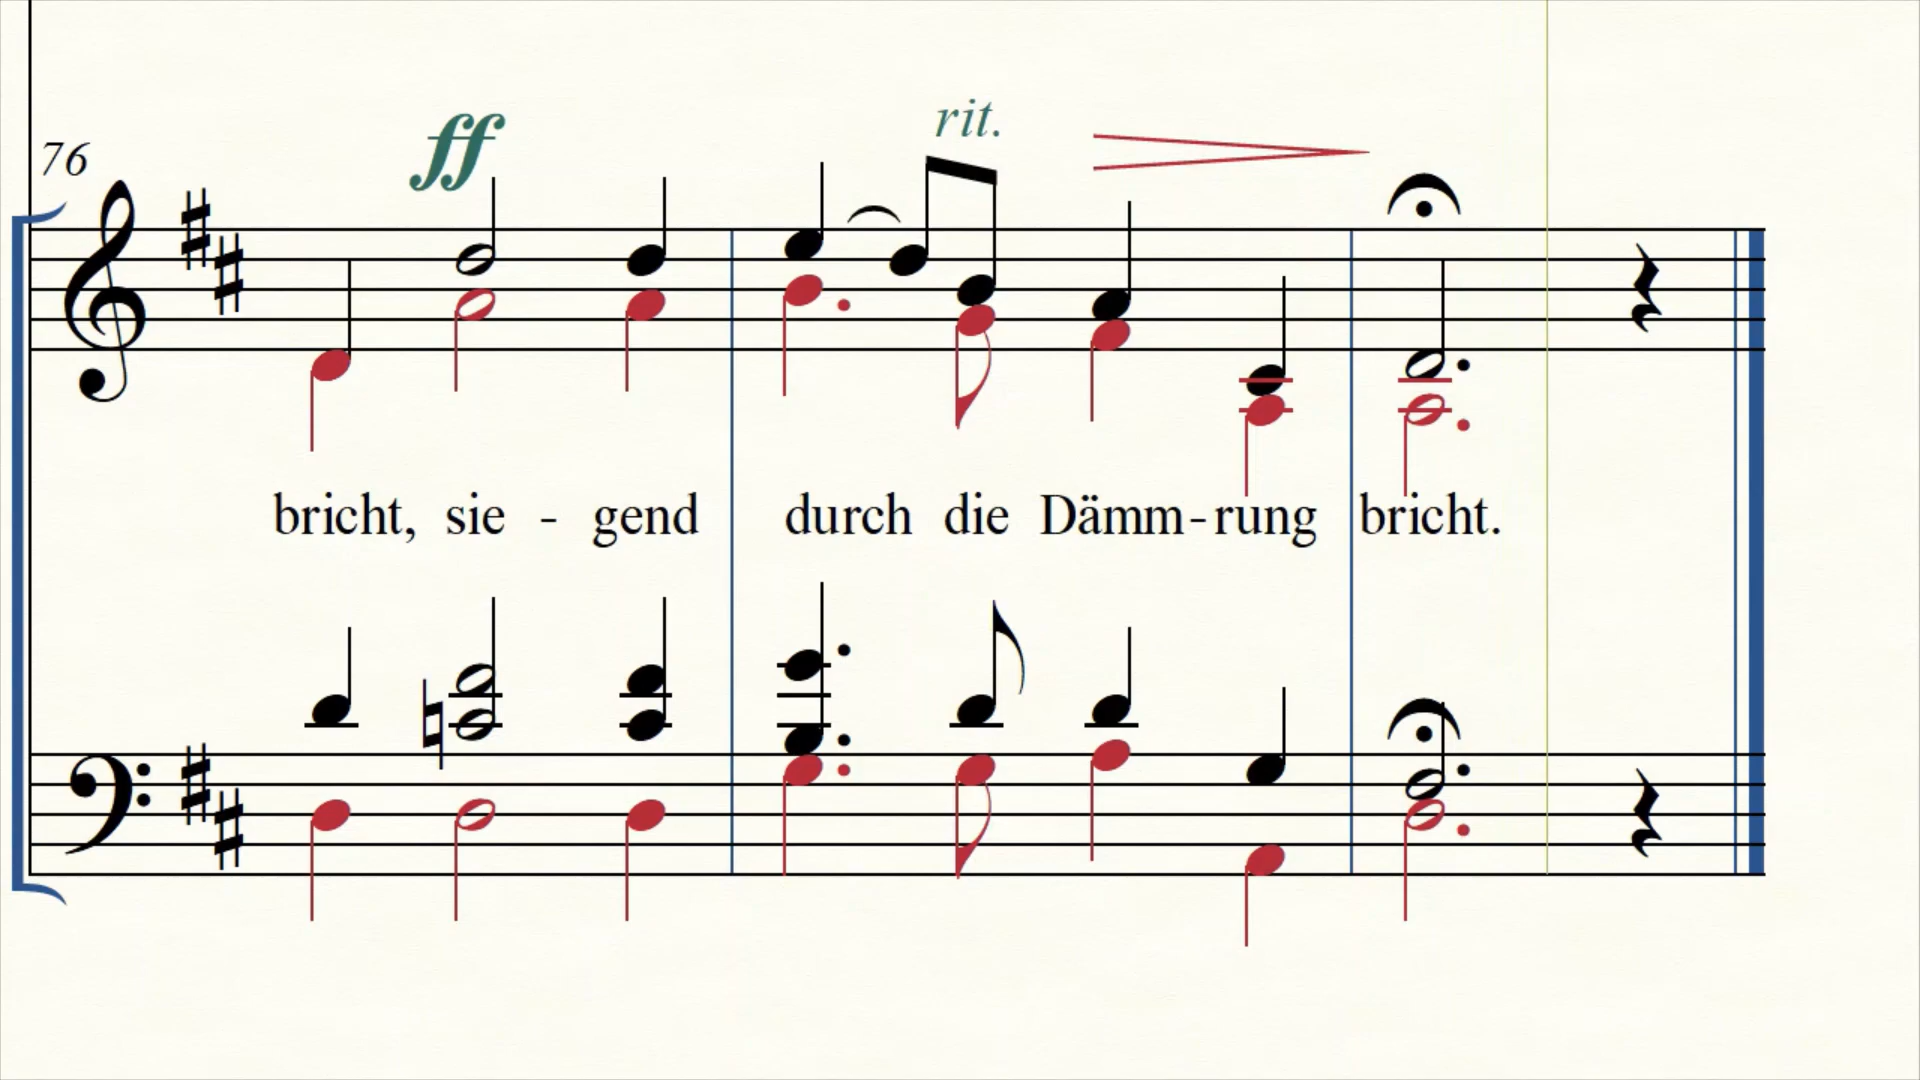 rit.
76
ff
bricht, sie - gend durch die Dämm-rung bricht.